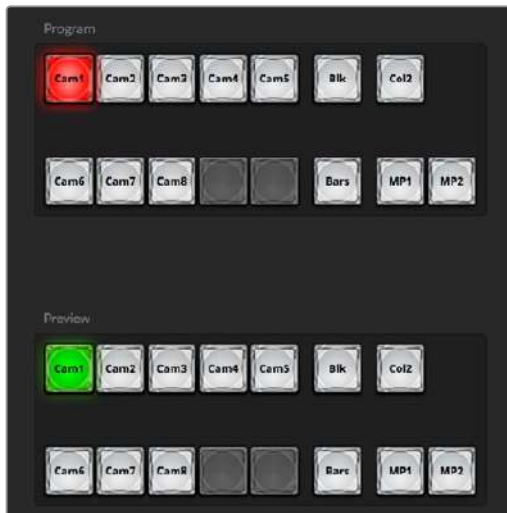 Program
Cam1 Cam2 Cam3 Cam4 Cam5 Blk Col2
Cam6 Cam7 Cam8 Bars MP1 MP2
Preview
Cam1 Cam2 Cam3 Cam4 Cam5 Blk Col2
Cam6 Cam7 Cam8 Bars MP1 MP2